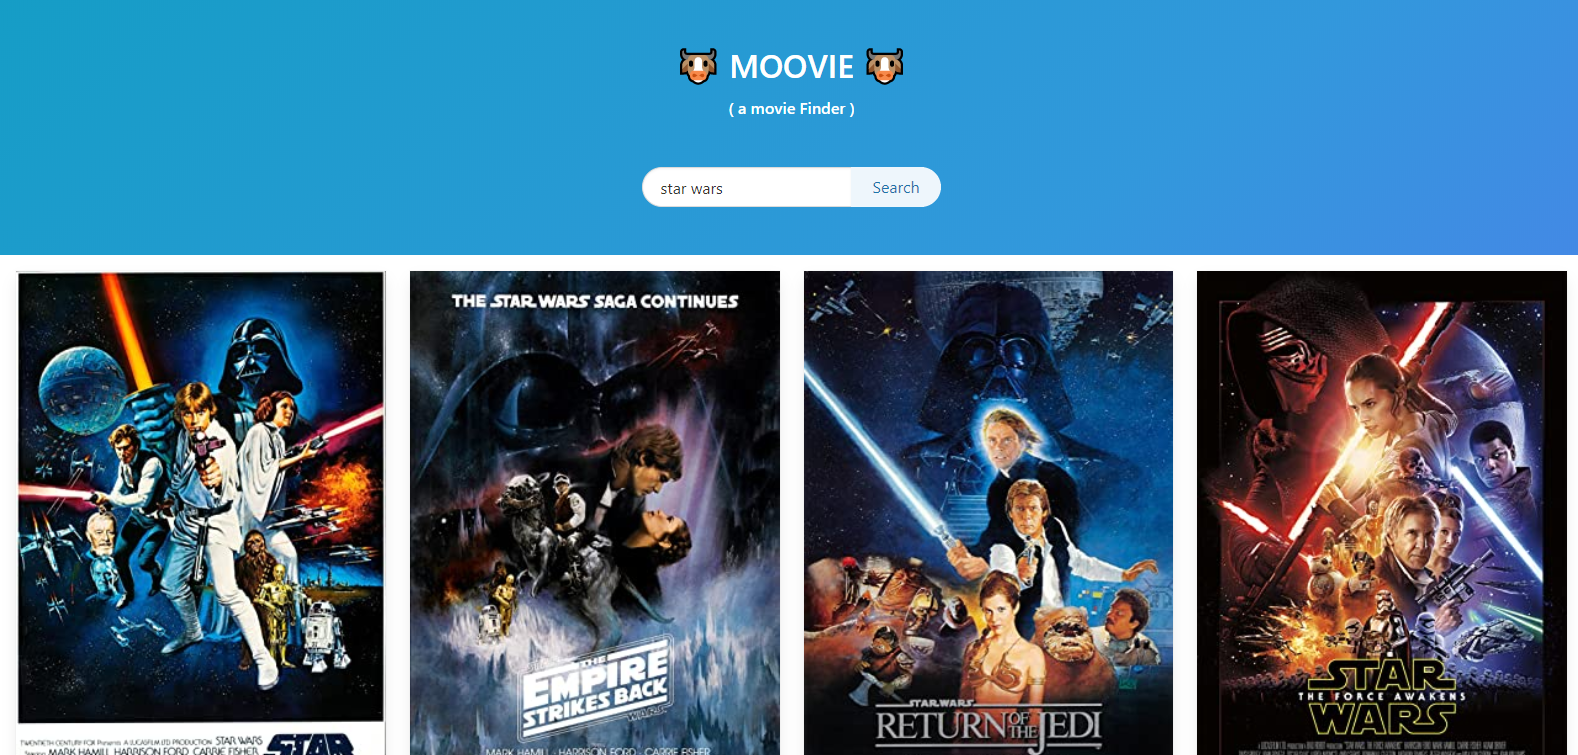 MOOVIE
( a movie Finder )
star wars
Search
THE STAR WARS SAGA CONTINUES
THE
EMPIRE
STRIKES BACK
WARS
STAR WARS
RETURN OF THE JEDI
STAR
THE FORCE AWAKENS
WARS
TWENTIETH CENTURY-FOX Presents A LUCASFILM LTD PRODUCTION STAR WARS
Starring MARK HAMILL HARRISON FORD CARRIE FISHER
STAR
MARK HAMILL · HARRISON FORD · CARRIE FISHER